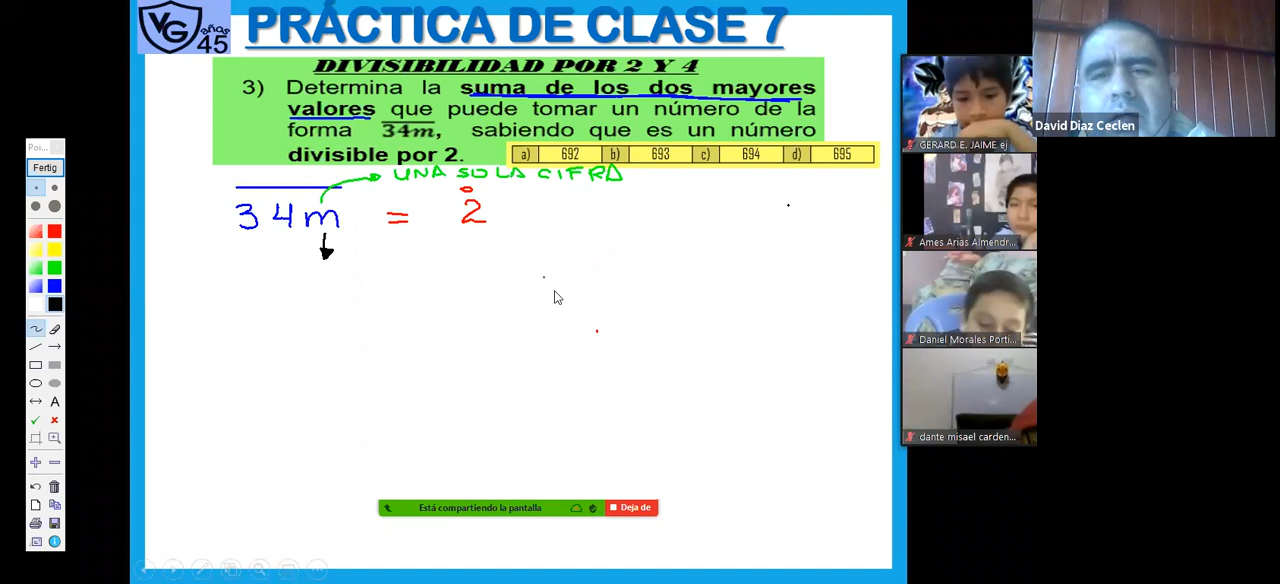 VG
años
45
PRÁCTICA DE CLASE 7
DIVISIBILIDAD POR 2 Y 4
3) Determina la suma de los dos mayores
valores que puede tomar un número de la
forma 34m, sabiendo que es un número
divisible por 2.
a) 692 b) 693 c) 694 d) 695
UNA SOLA CIFRA
34m = 2
Poi...
Fertig
A
Está compartiendo la pantalla
Deja de
David Diaz Ceclen
GERARD E. JAIME ej
Ames Arias Almendr...
Daniel Morales Porti...
dante misael carden...